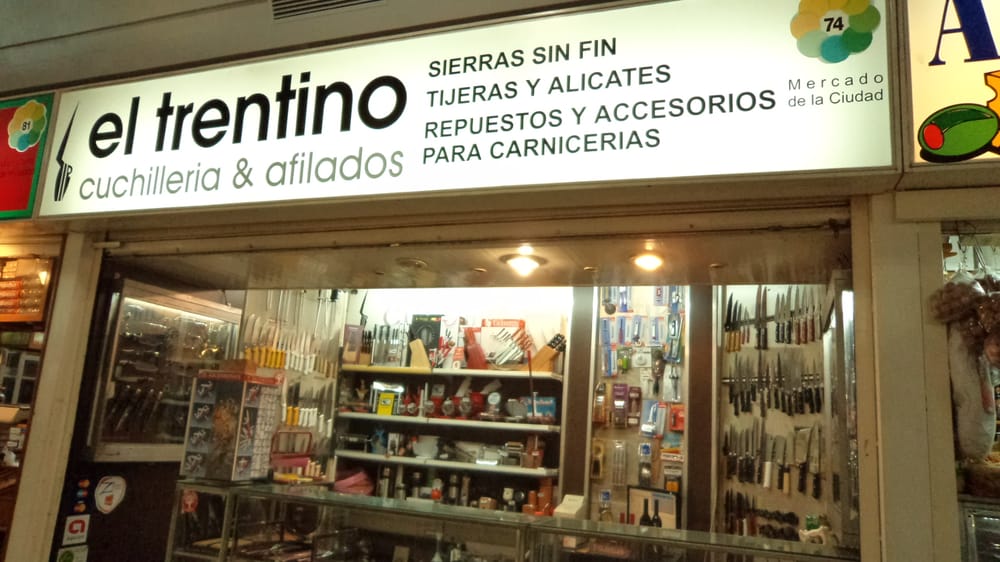 el trentino
cuchilleria & afilados
SIERRAS SIN FIN
TIJERAS Y ALICATES
REPUESTOS Y ACCESORIOS
PARA CARNICERIAS
74
Mercado
de la Ciudad
81
A